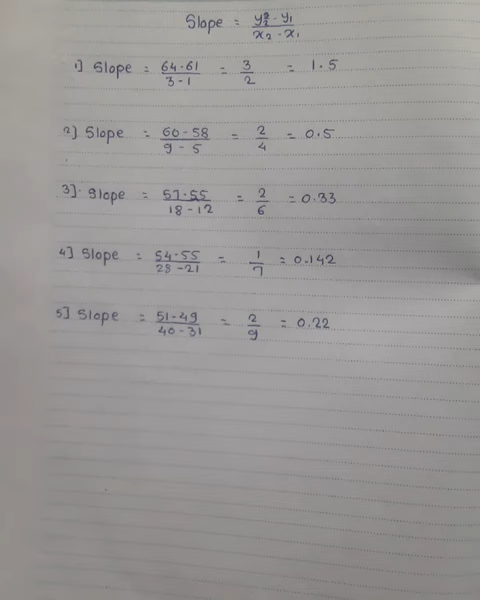 Slope = y2 - y1 / x2 - x1
1] Slope = 64-61 / 3-1 = 3/2 = 1.5
2] Slope = 60-58 / 9-5 = 2/4 = 0.5
3] Slope = 57-55 / 18-12 = 2/6 = 0.33
4] Slope = 54-55 / 28-21 = 1/7 = 0.142
5] Slope = 51-49 / 40-31 = 2/9 = 0.22